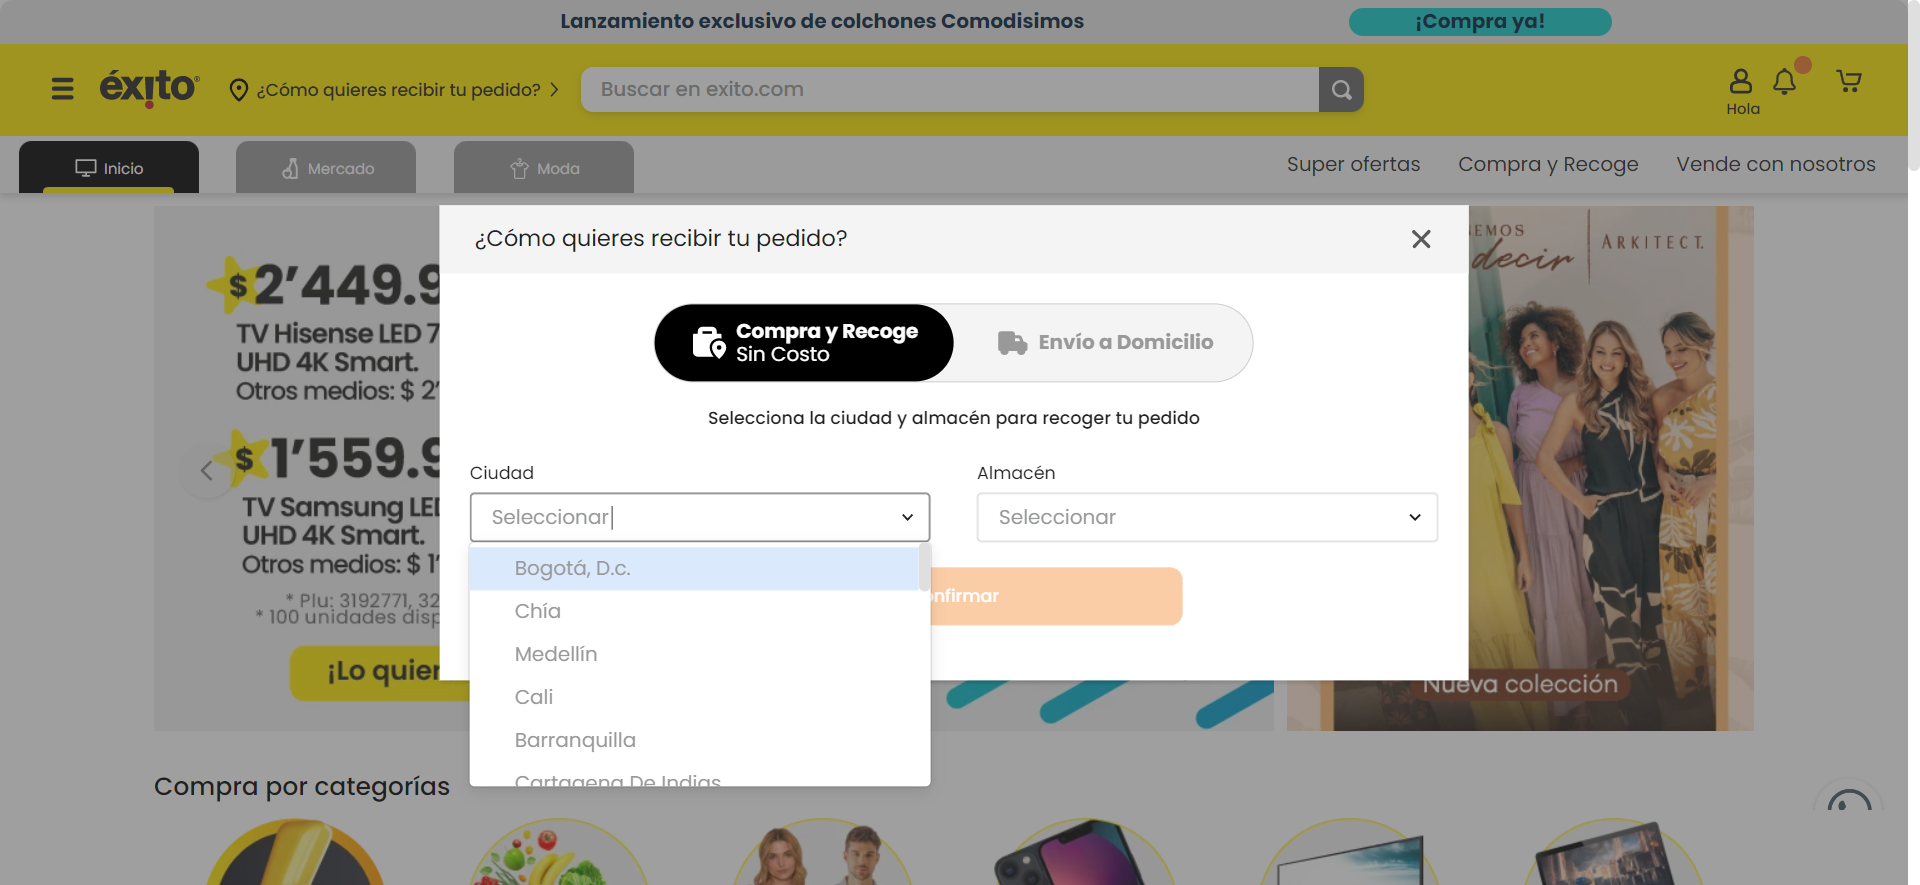 Lanzamiento exclusivo de colchones Comodisimos
¡Compra ya!
éxito
¿Cómo quieres recibir tu pedido?
Buscar en exito.com
Hola
Inicio
Mercado
Moda
Super ofertas
Compra y Recoge
Vende con nosotros
¿Cómo quieres recibir tu pedido?
Compra y Recoge
Sin Costo
Envío a Domicilio
Selecciona la ciudad y almacén para recoger tu pedido
Ciudad
Almacén
Seleccionar
Seleccionar
Bogotá, D.c.
Chía
Medellín
Cali
Barranquilla
Cartagena De Indias
onfirmar
$2'449.9
TV Hisense LED 7
UHD 4K Smart.
Otros medios: $ 2'
$1'559.9
TV Samsung LED
UHD 4K Smart.
Otros medios: $ 1'
* Plu: 3192771, 32
* 100 unidades disp
¡Lo quier
EMOS
decir
ARKITECT.
Nueva colección
Compra por categorías